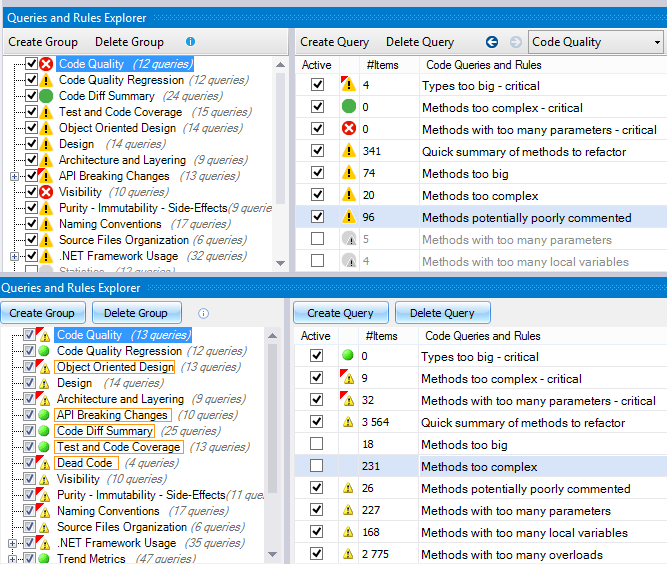 Queries and Rules Explorer
Create Group Delete Group
Code Quality (12 queries)
Code Quality Regression (12 queries)
Code Diff Summary (24 queries)
Test and Code Coverage (15 queries)
Object Oriented Design (14 queries)
Design (14 queries)
Architecture and Layering (9 queries)
API Breaking Changes (13 queries)
Visibility (10 queries)
Purity - Immutability - Side-Effects(9 querie
Naming Conventions (17 queries)
Source Files Organization (6 queries)
.NET Framework Usage (32 queries)
Statistics (12 queries)
Create Query Delete Query Code Quality
Active #Items Code Queries and Rules
4 Types too big - critical
0 Methods too complex - critical
0 Methods with too many parameters - critical
341 Quick summary of methods to refactor
74 Methods too big
20 Methods too complex
96 Methods potentially poorly commented
5 Methods with too many parameters
4 Methods with too many local variables
Queries and Rules Explorer
Create Group Delete Group
Code Quality (13 queries)
Code Quality Regression (12 queries)
Object Oriented Design (13 queries)
Design (14 queries)
Architecture and Layering (9 queries)
API Breaking Changes (10 queries)
Code Diff Summary (25 queries)
Test and Code Coverage (13 queries)
Dead Code (4 queries)
Visibility (10 queries)
Purity - Immutability - Side-Effects(11 quer
Naming Conventions (17 queries)
Source Files Organization (6 queries)
.NET Framework Usage (35 queries)
Trend Metrics (47 queries)
Create Query Delete Query
Active #Items Code Queries and Rules
0 Types too big - critical
9 Methods too complex - critical
32 Methods with too many parameters - critical
3 564 Quick summary of methods to refactor
18 Methods too big
231 Methods too complex
26 Methods potentially poorly commented
227 Methods with too many parameters
168 Methods with too many local variables
2 775 Methods with too many overloads